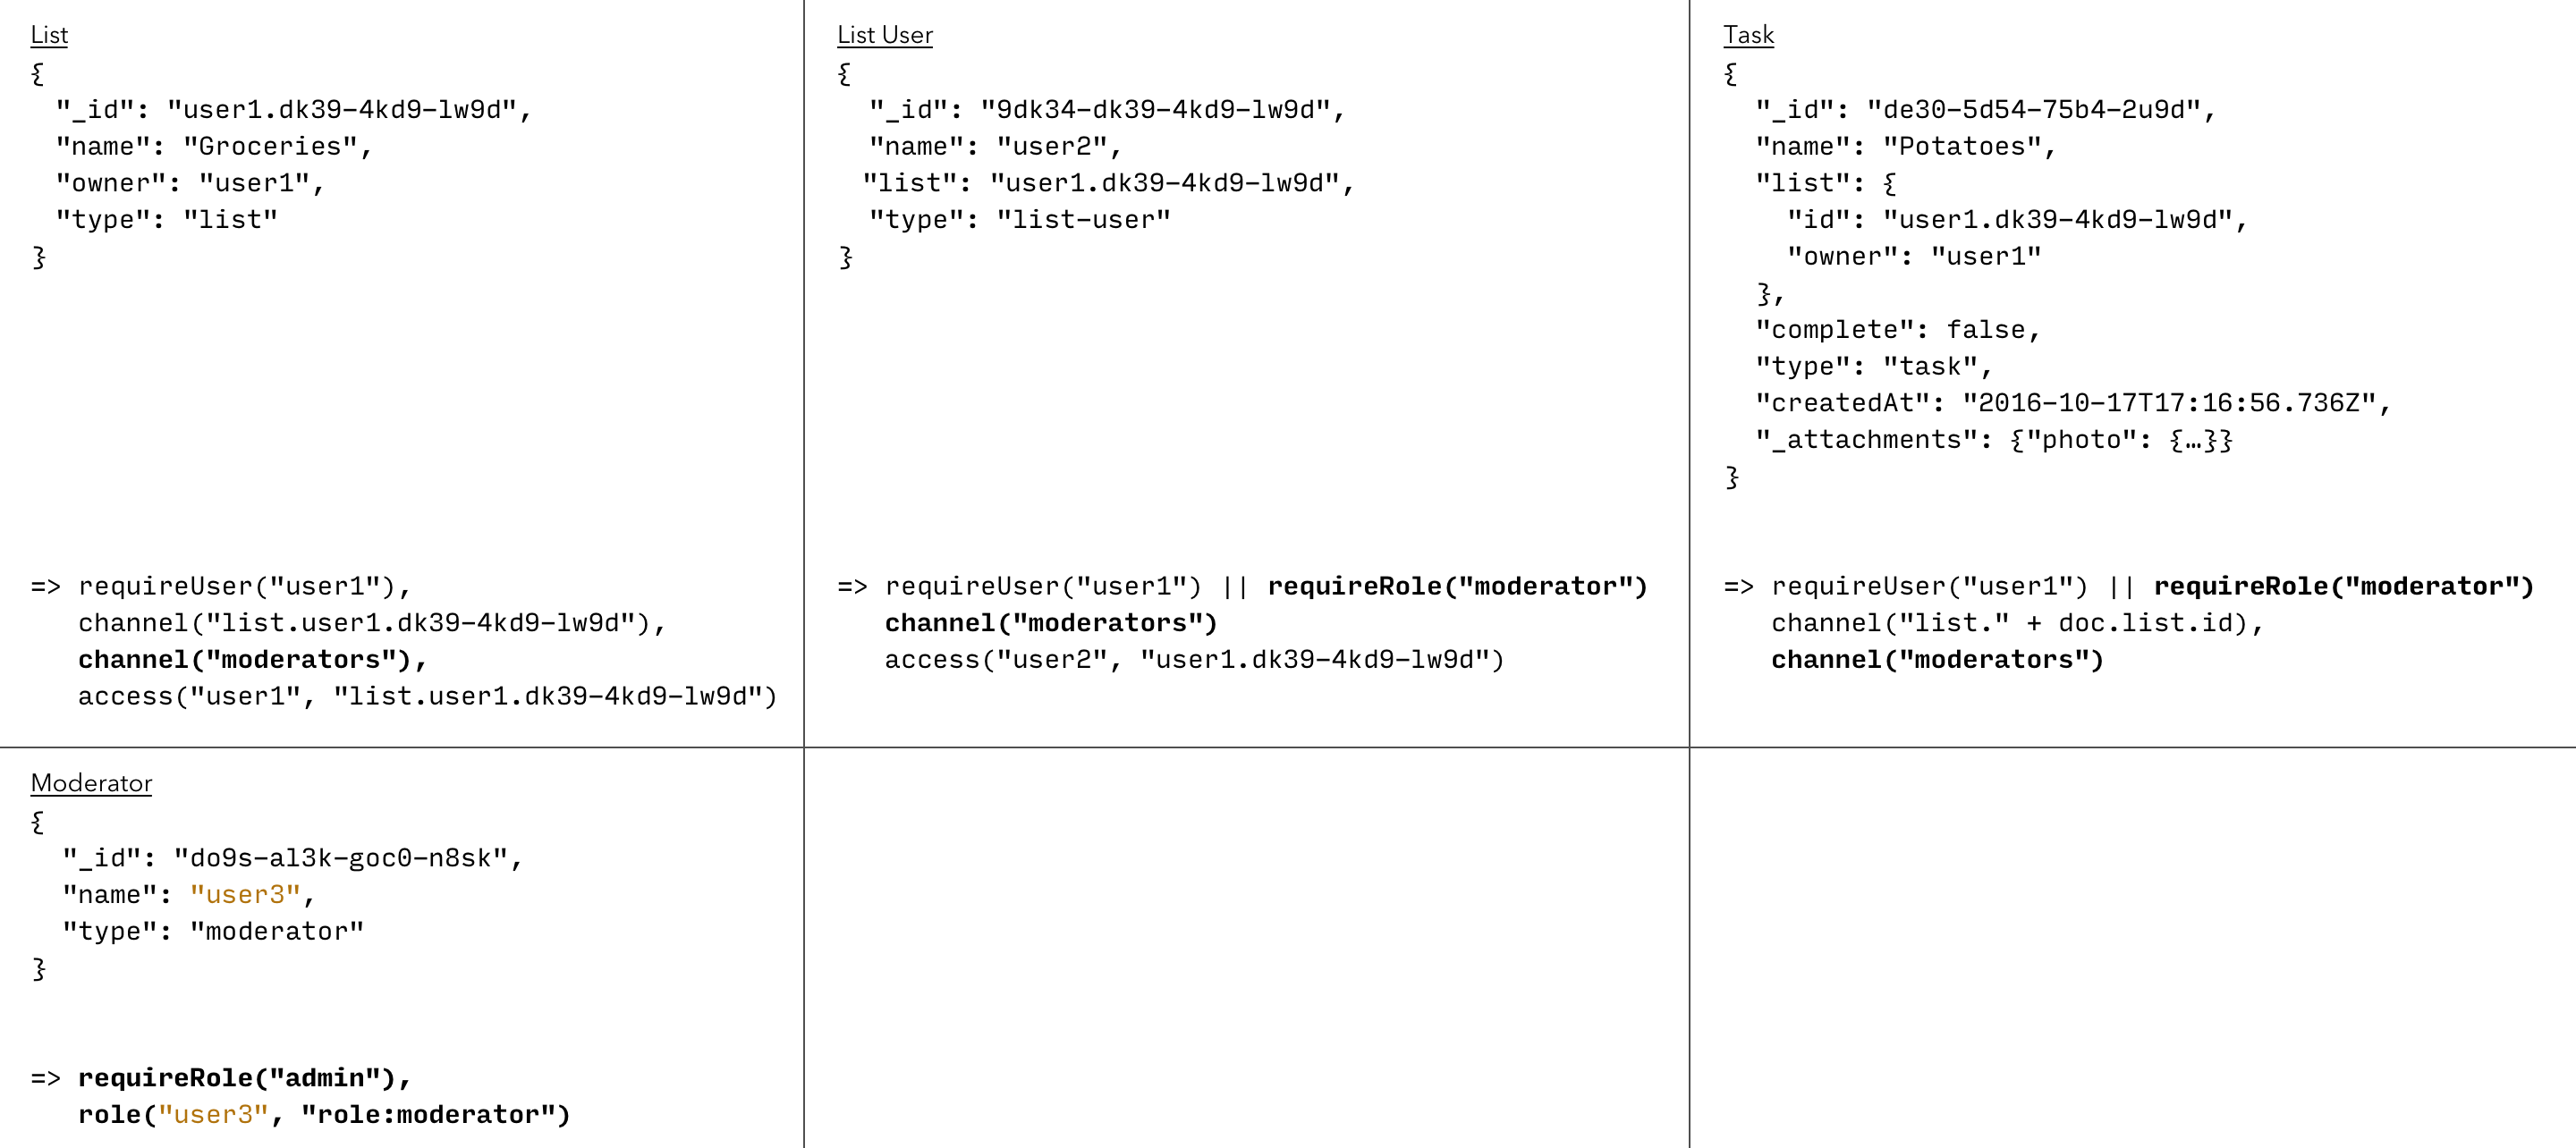 List
{
  "_id": "user1.dk39-4kd9-lw9d",
  "name": "Groceries",
  "owner": "user1",
  "type": "list"
}
=> requireUser("user1"),
   channel("list.user1.dk39-4kd9-lw9d"),
   channel("moderators"),
   access("user1", "list.user1.dk39-4kd9-lw9d")
List User
{
  "_id": "9dk34-dk39-4kd9-lw9d",
  "name": "user2",
  "list": "user1.dk39-4kd9-lw9d",
  "type": "list-user"
}
=> requireUser("user1") || requireRole("moderator")
   channel("moderators")
   access("user2", "user1.dk39-4kd9-lw9d")
Task
{
  "_id": "de30-5d54-75b4-2u9d",
  "name": "Potatoes",
  "list": {
    "id": "user1.dk39-4kd9-lw9d",
    "owner": "user1"
  },
  "complete": false,
  "type": "task",
  "createdAt": "2016-10-17T17:16:56.736Z",
  "_attachments": {"photo": {…}}
}
=> requireUser("user1") || requireRole("moderator")
   channel("list." + doc.list.id),
   channel("moderators")
Moderator
{
  "_id": "do9s-al3k-goc0-n8sk",
  "name": "user3",
  "type": "moderator"
}
=> requireRole("admin"),
   role("user3", "role:moderator")